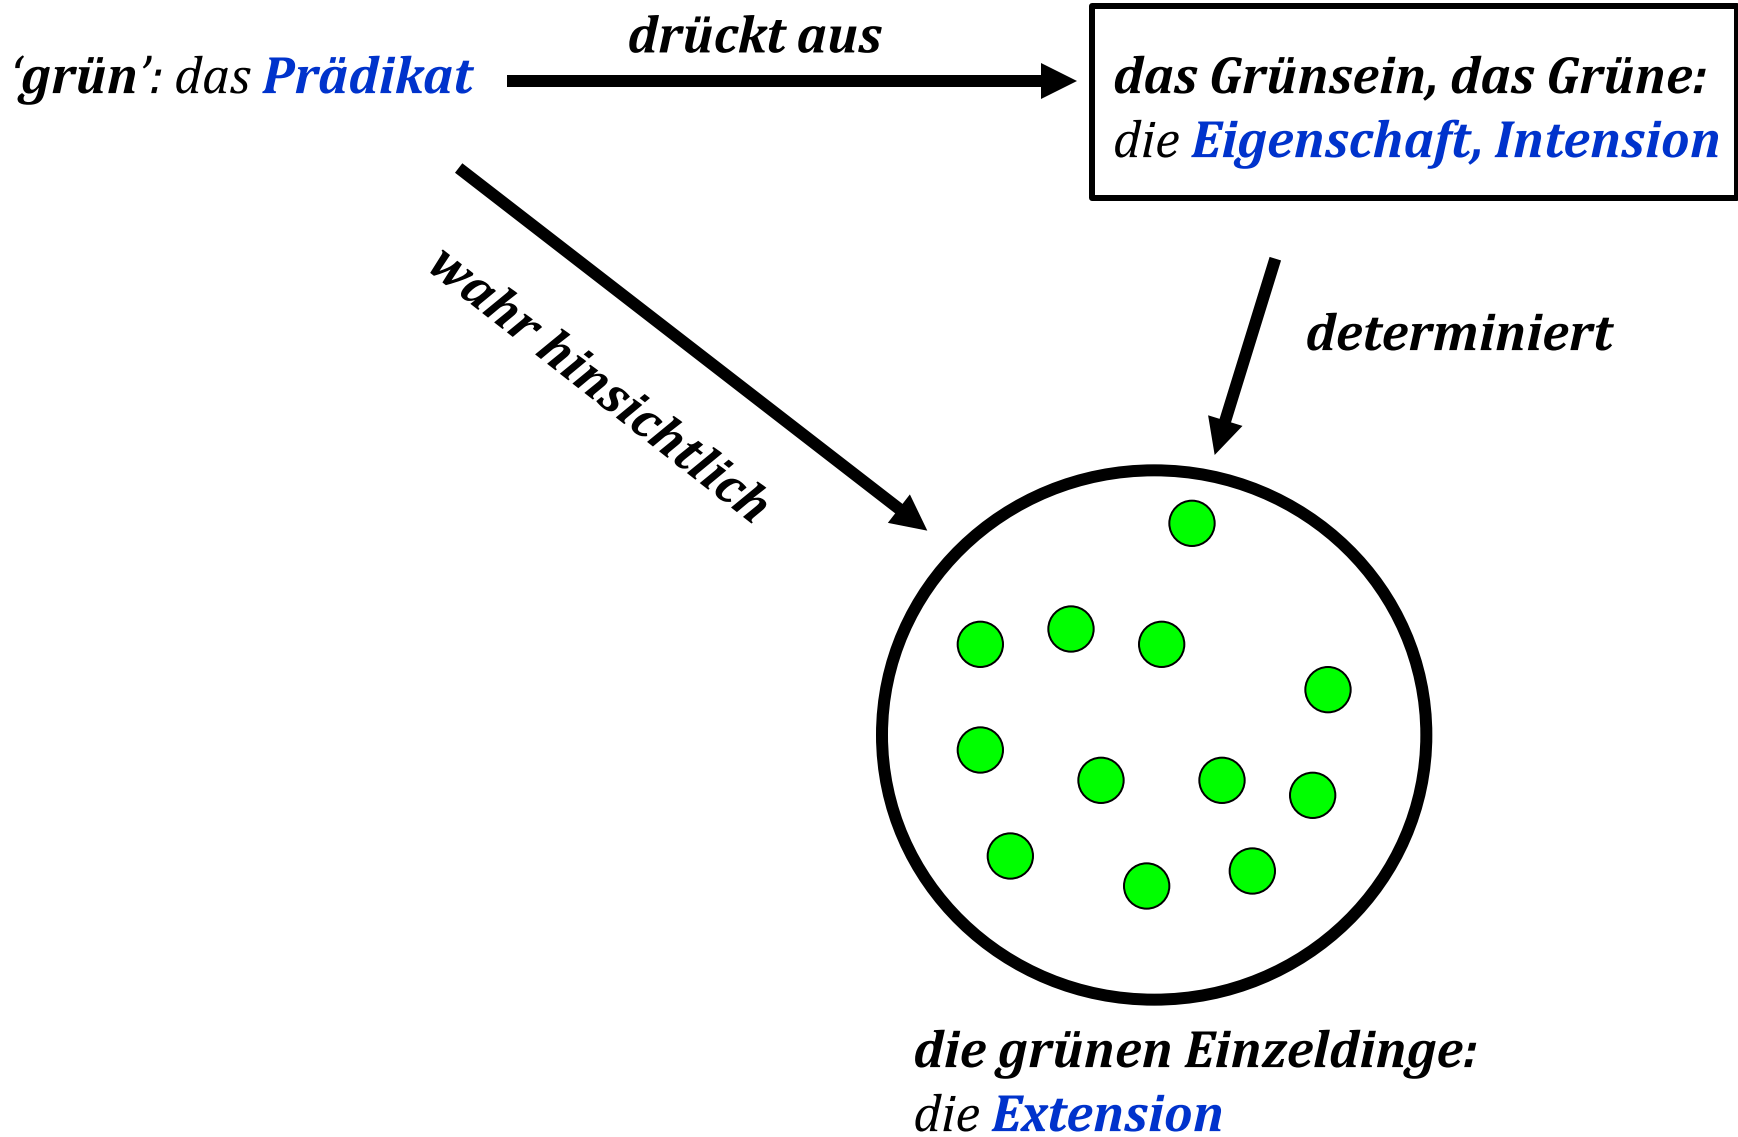 drückt aus
‘grün’: das Prädikat
das Grünsein, das Grüne:
die Eigenschaft, Intension
wahr hinsichtlich
determiniert
die grünen Einzeldinge:
die Extension